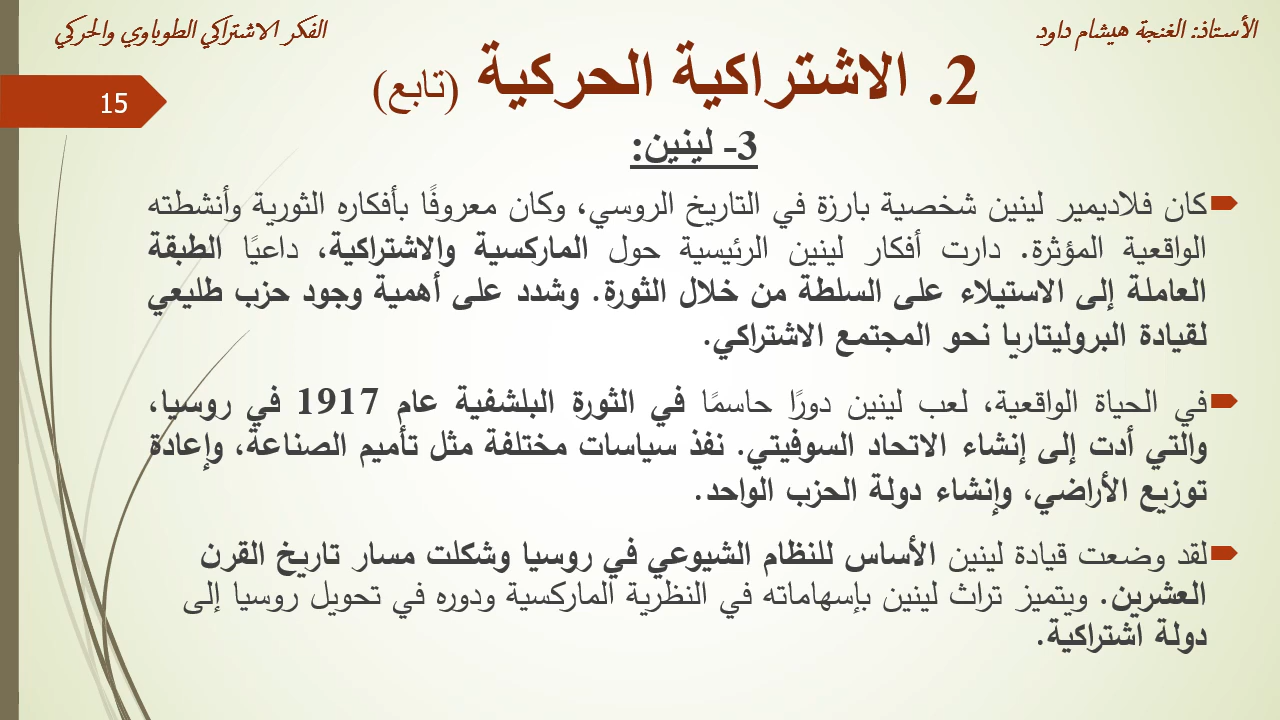 الأستاذ: الغنجة هيشام داود
الفكر الاشتراكي الطوباوي والحركي
2. الاشتراكية الحركية (تابع)
15
3- لينين:
كان فلاديمير لينين شخصية بارزة في التاريخ الروسي، وكان معروفًا بأفكاره الثورية وأنشطته
الواقعية المؤثرة. دارت أفكار لينين الرئيسية حول الماركسية والاشتراكية، داعيًا الطبقة
العاملة إلى الاستيلاء على السلطة من خلال الثورة. وشدد على أهمية وجود حزب طليعي
لقيادة البروليتاريا نحو المجتمع الاشتراكي.
في الحياة الواقعية، لعب لينين دورًا حاسمًا في الثورة البلشفية عام 1917 في روسيا،
والتي أدت إلى إنشاء الاتحاد السوفيتي. نفذ سياسات مختلفة مثل تأميم الصناعة، وإعادة
توزيع الأراضي، وإنشاء دولة الحزب الواحد.
لقد وضعت قيادة لينين الأساس للنظام الشيوعي في روسيا وشكلت مسار تاريخ القرن
العشرين. ويتميز تراث لينين بإسهاماته في النظرية الماركسية ودوره في تحويل روسيا إلى
دولة اشتراكية.